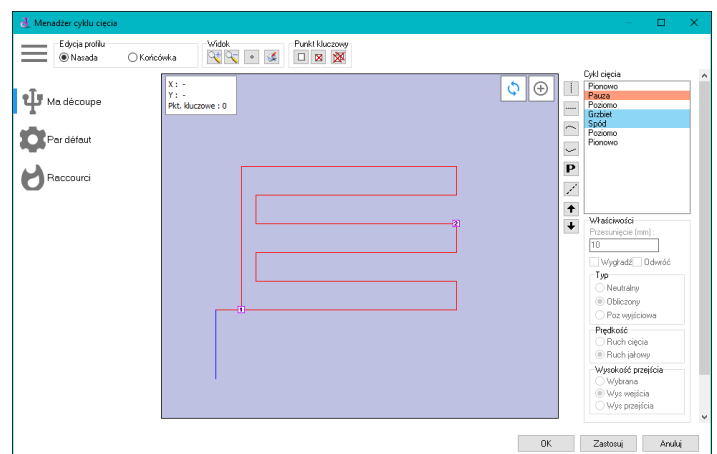 Menadżer cyklu cięcia
Edycja profilu
Nasada
Końcówka
Widok
Punkt kluczowy
Ma découpe
Par défaut
Raccourci
X : -
Y : -
Pkt. kluczowe : 0
1
2
P
Cykl cięcia
Pionowo
Pauza
Poziomo
Grzbiet
Spód
Poziomo
Pionowo
Właściwości
Przesunięcie (mm) :
10
Wygładź
Odwróć
Typ
Neutralny
Obliczony
Poz wyjściowa
Prędkość
Ruch cięcia
Ruch jałowy
Wysokość przejścia
Wybrana
Wys wejścia
Wys przejścia
OK
Zastosuj
Anuluj